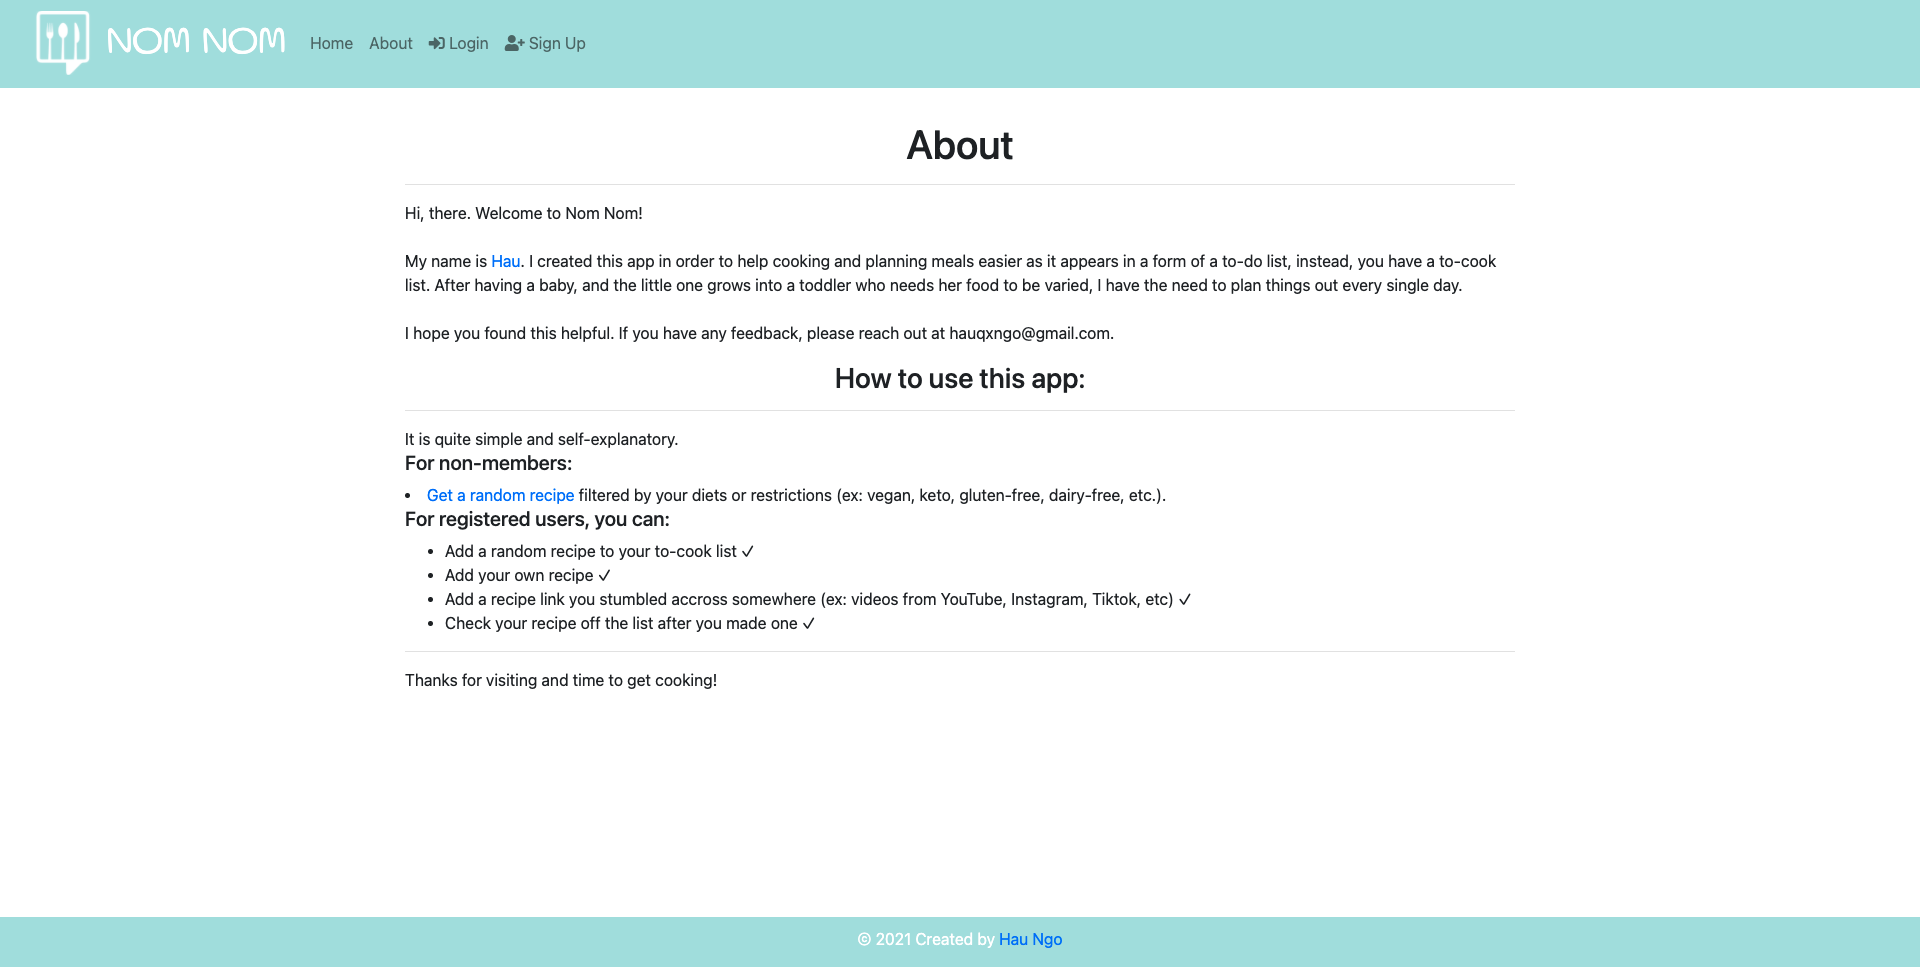 NOM NOM Home About Login Sign Up
About
Hi, there. Welcome to Nom Nom!
My name is Hau. I created this app in order to help cooking and planning meals easier as it appears in a form of a to-do list, instead, you have a to-cook
list. After having a baby, and the little one grows into a toddler who needs her food to be varied, I have the need to plan things out every single day.
I hope you found this helpful. If you have any feedback, please reach out at hauqxngo@gmail.com.
How to use this app:
It is quite simple and self-explanatory.
For non-members:
• Get a random recipe filtered by your diets or restrictions (ex: vegan, keto, gluten-free, dairy-free, etc.).
For registered users, you can:
• Add a random recipe to your to-cook list ✓
• Add your own recipe ✓
• Add a recipe link you stumbled accross somewhere (ex: videos from YouTube, Instagram, Tiktok, etc) ✓
• Check your recipe off the list after you made one ✓
Thanks for visiting and time to get cooking!
© 2021 Created by Hau Ngo